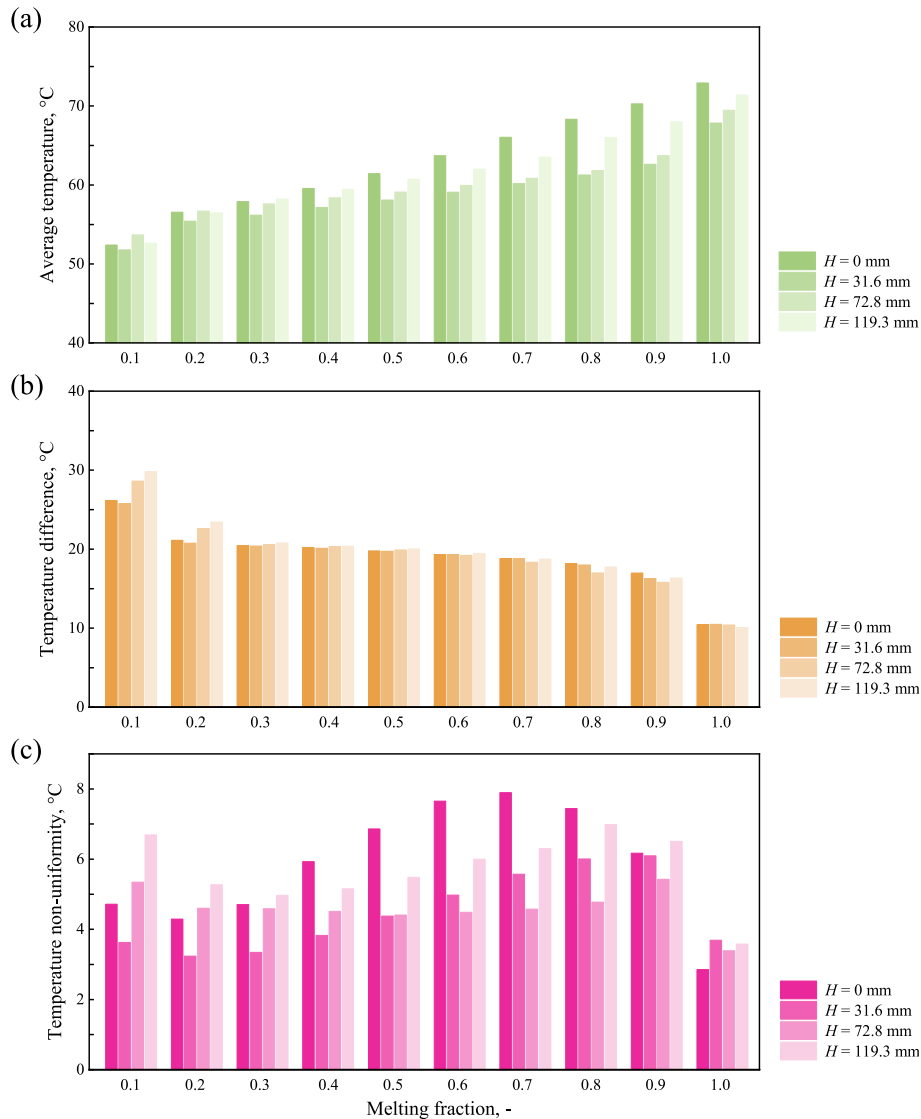 (a)
80
70
60
50
40
Average temperature, °C
0.1 0.2 0.3 0.4 0.5 0.6 0.7 0.8 0.9 1.0
H = 0 mm
H = 31.6 mm
H = 72.8 mm
H = 119.3 mm
(b)
40
30
20
10
0
Temperature difference, °C
0.1 0.2 0.3 0.4 0.5 0.6 0.7 0.8 0.9 1.0
H = 0 mm
H = 31.6 mm
H = 72.8 mm
H = 119.3 mm
(c)
8
6
4
2
0
Temperature non-uniformity, °C
0.1 0.2 0.3 0.4 0.5 0.6 0.7 0.8 0.9 1.0
Melting fraction, -
H = 0 mm
H = 31.6 mm
H = 72.8 mm
H = 119.3 mm